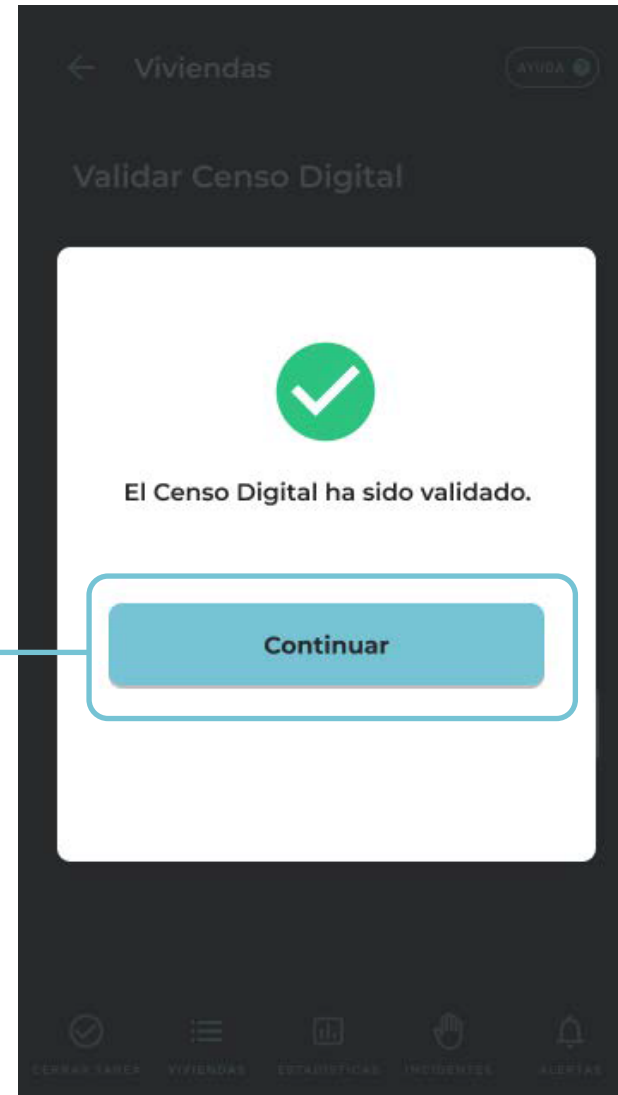 Viviendas
AYUDA
Validar Censo Digital
El Censo Digital ha sido validado.
Continuar
CERRAR TAREA
VIVIENDAS
ESTADÍSTICAS
INCIDENTES
ALERTAS